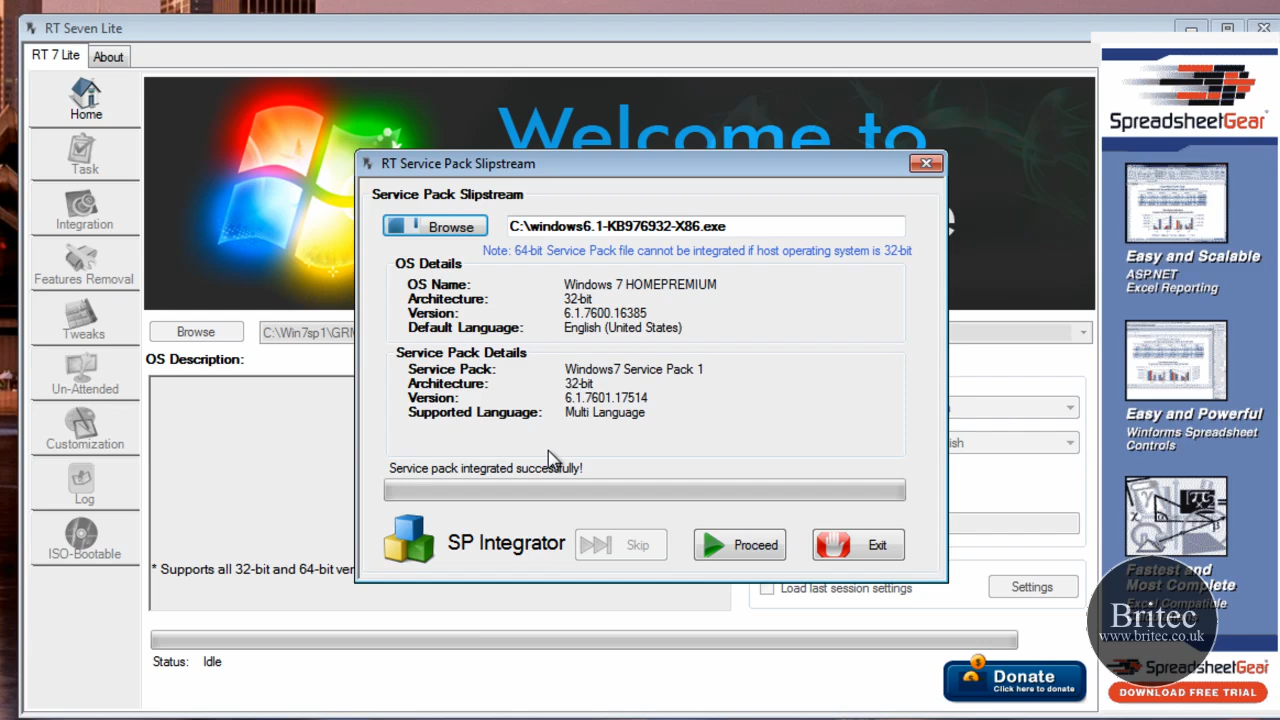 RT Seven Lite
RT 7 Lite
About
Home
Task
Integration
Features Removal
Tweaks
Un-Attended
Customization
Log
ISO-Bootable
Welcome to
RT Service Pack Slipstream
Service Pack Slipstream
Browse
C:\windows6.1-KB976932-X86.exe
Note: 64-bit Service Pack file cannot be integrated if host operating system is 32-bit
OS Details
OS Name: Windows 7 HOMEPREMIUM
Architecture: 32-bit
Version: 6.1.7600.16385
Default Language: English (United States)
Service Pack Details
Service Pack: Windows7 Service Pack 1
Architecture: 32-bit
Version: 6.1.7601.17514
Supported Language: Multi Language
Service pack integrated successfully!
SP Integrator
Skip
Proceed
Exit
Browse
C:\Win7sp1\GRM
OS Description:
ish
* Supports all 32-bit and 64-bit ver
Load last session settings
Settings
Status: Idle
Donate
Click here to donate
SpreadsheetGear
Easy and Scalable
ASP.NET
Excel Reporting
Easy and Powerful
Winforms Spreadsheet
Controls
Fastest and
Most Complete
Excel Compatible
Britec
www.britec.co.uk
SpreadsheetGear
DOWNLOAD FREE TRIAL